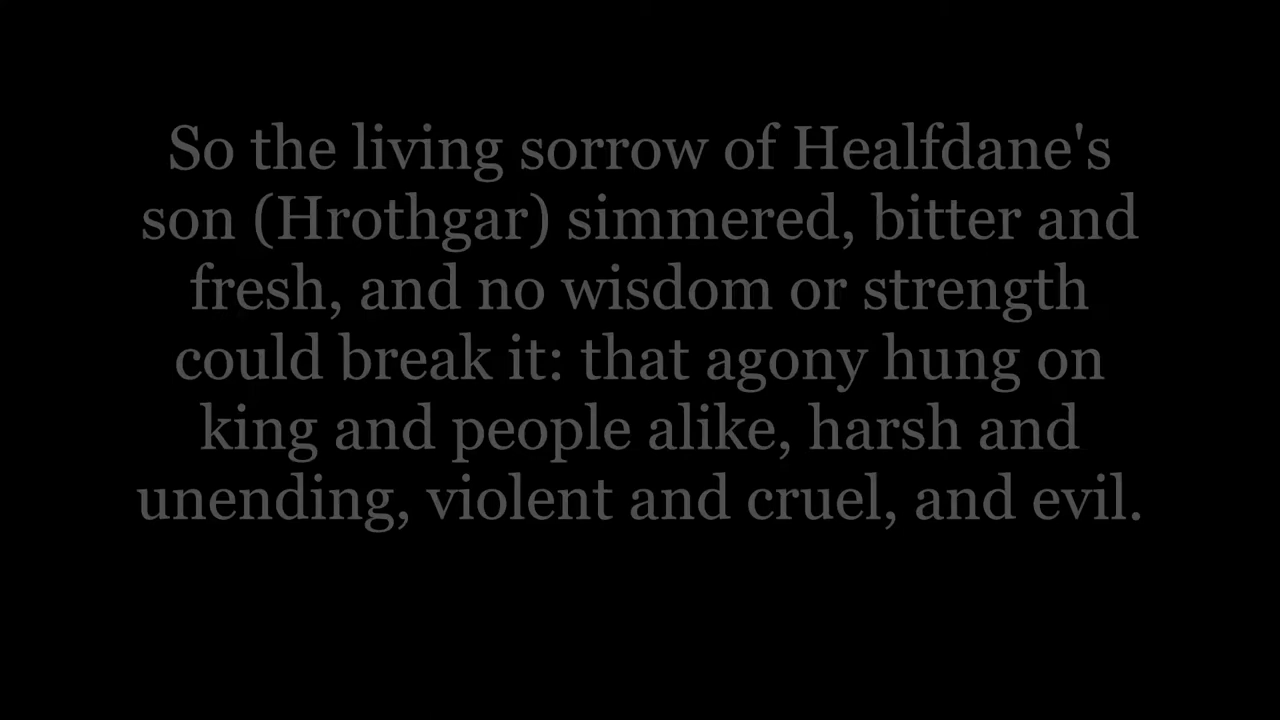 So the living sorrow of Healfdane's
son (Hrothgar) simmered, bitter and
fresh, and no wisdom or strength
could break it: that agony hung on
king and people alike, harsh and
unending, violent and cruel, and evil.